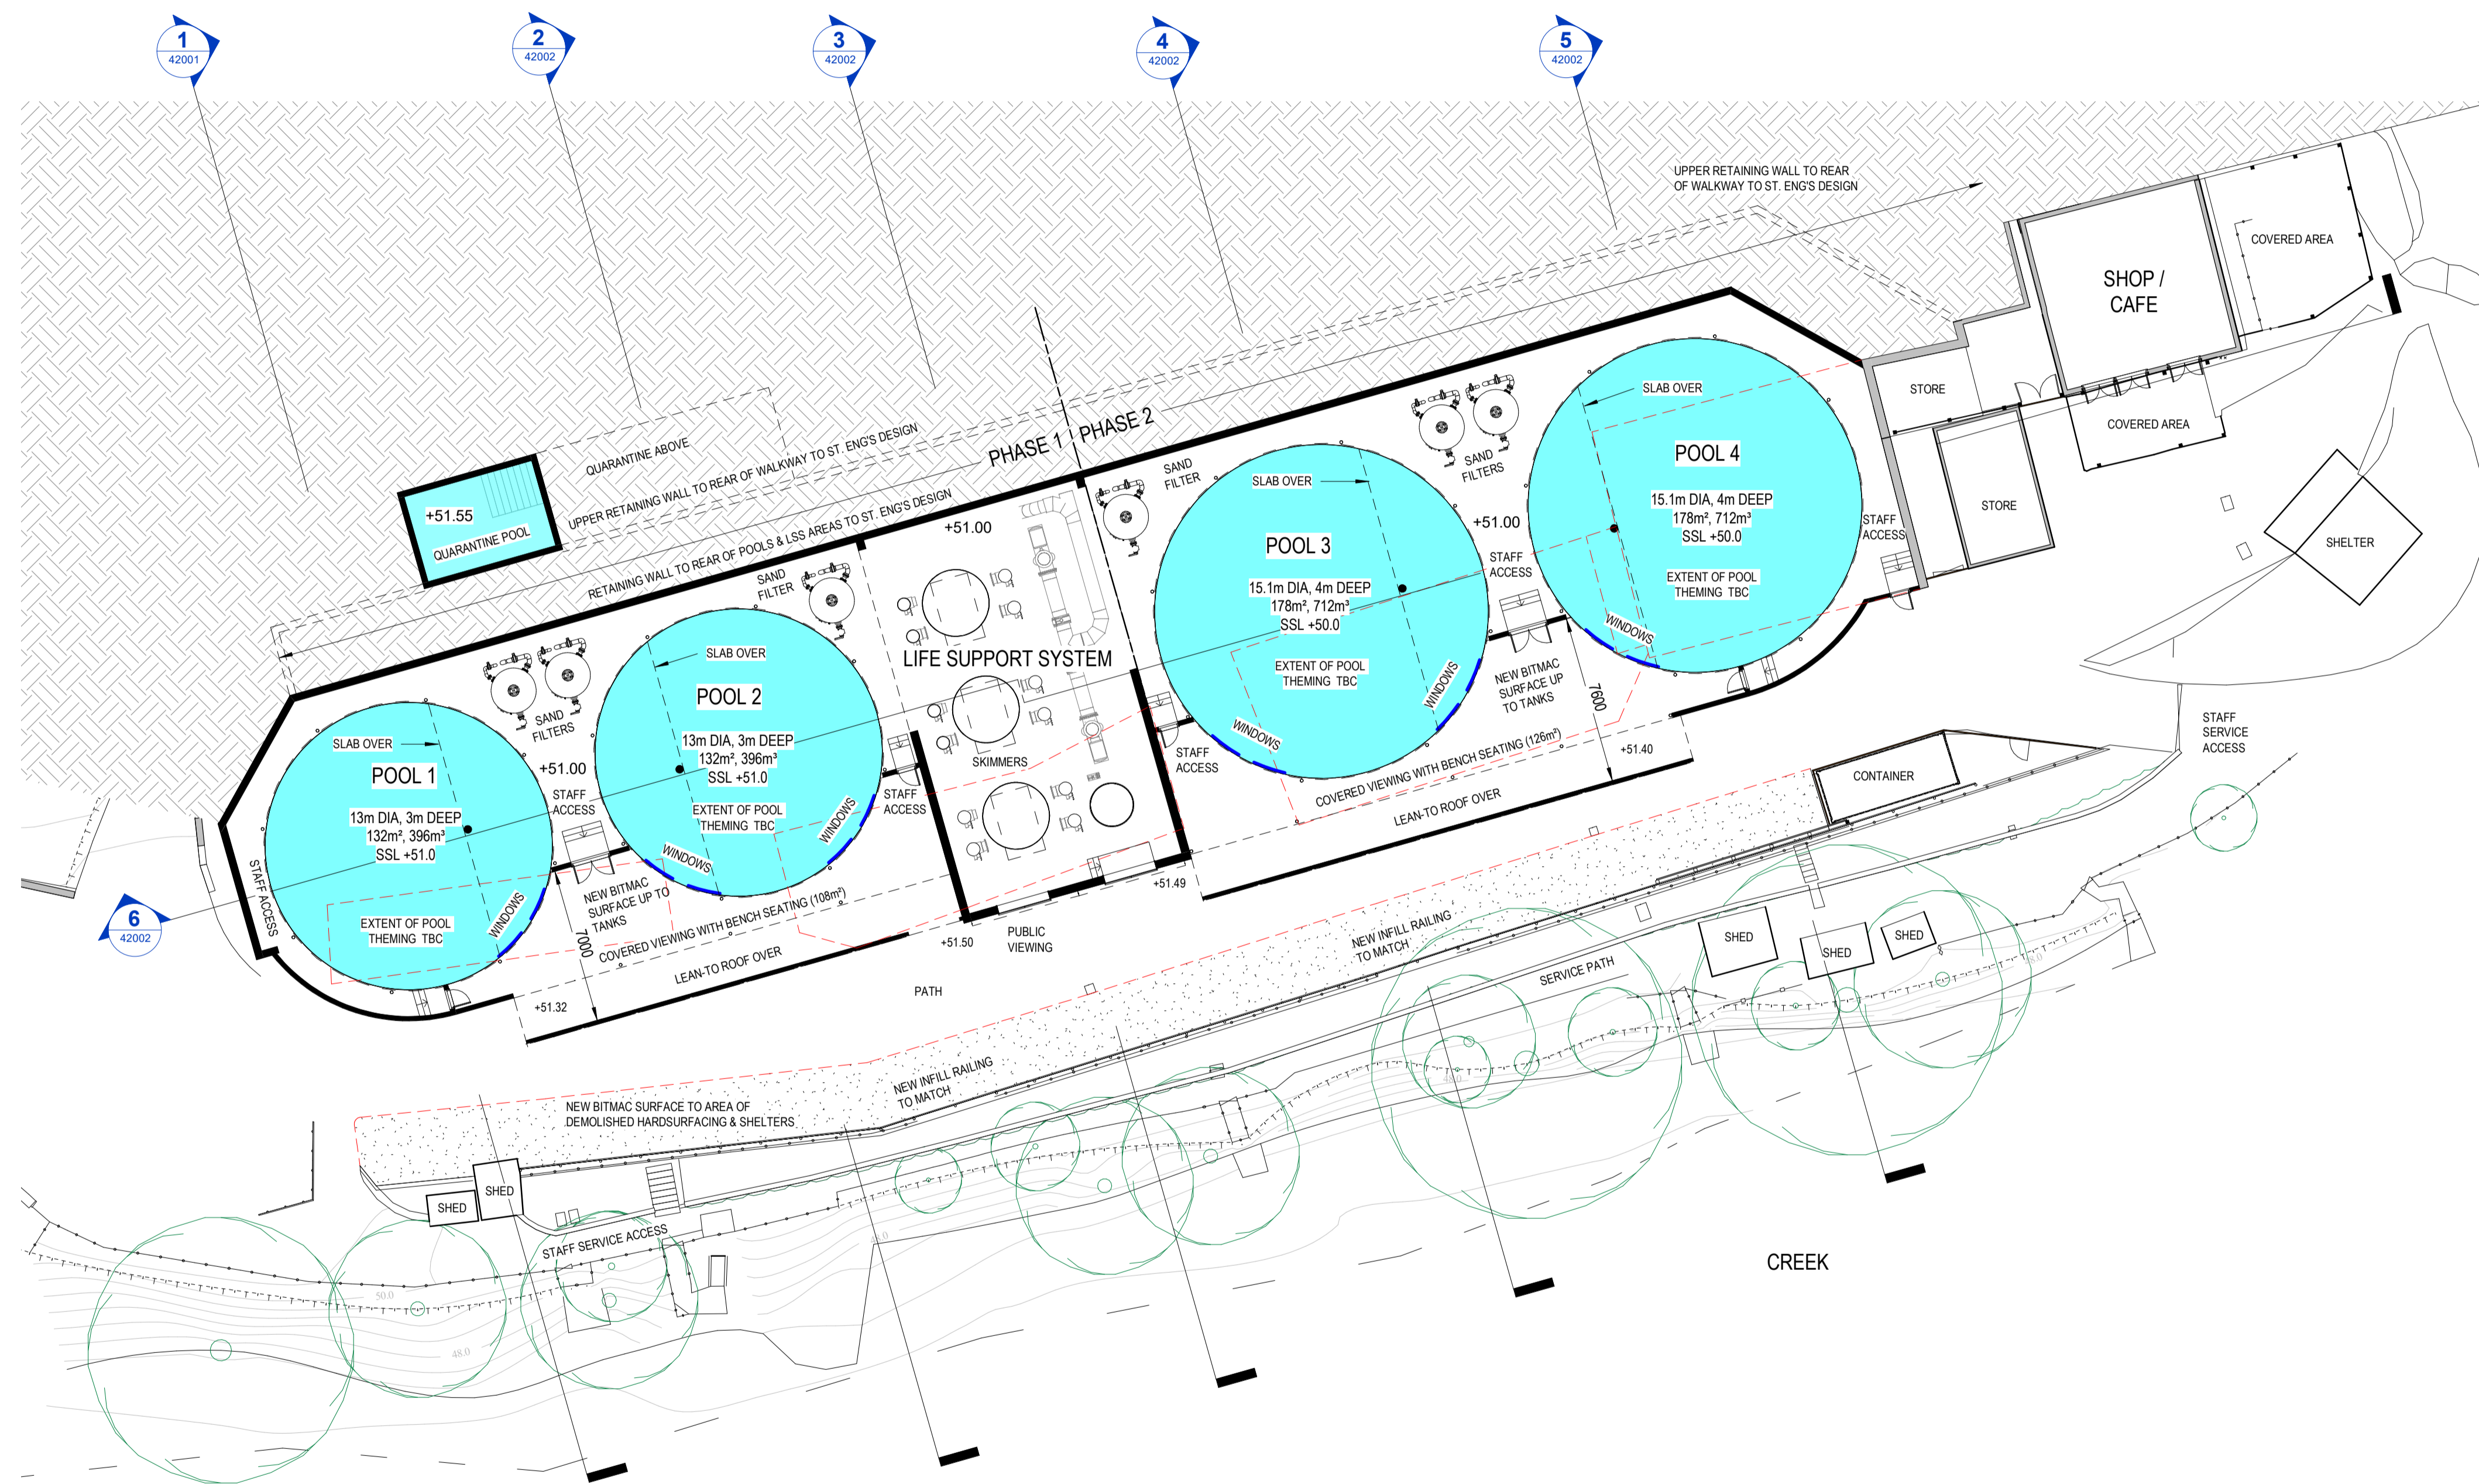 1
42001
2
42002
3
42002
4
42002
5
42002
UPPER RETAINING WALL TO REAR
OF WALKWAY TO ST. ENG'S DESIGN
COVERED AREA
SHOP /
CAFE
STORE
COVERED AREA
STORE
SHELTER
QUARANTINE ABOVE
UPPER RETAINING WALL TO REAR OF WALKWAY TO ST. ENG'S DESIGN
PHASE 1
PHASE 2
+51.55
QUARANTINE POOL
RETAINING WALL TO REAR OF POOLS & LSS AREAS TO ST. ENG'S DESIGN
+51.00
SAND
FILTER
SAND
FILTER
SAND
FILTERS
SAND
FILTERS
SLAB OVER
POOL 1
13m DIA, 3m DEEP
132m², 396m³
SSL +51.0
EXTENT OF POOL
THEMING TBC
WINDOWS
STAFF ACCESS
+51.00
STAFF
ACCESS
SLAB OVER
POOL 2
13m DIA, 3m DEEP
132m², 396m³
SSL +51.0
EXTENT OF POOL
THEMING TBC
WINDOWS
WINDOWS
STAFF
ACCESS
LIFE SUPPORT SYSTEM
SKIMMERS
STAFF
ACCESS
SLAB OVER
POOL 3
15.1m DIA, 4m DEEP
178m², 712m³
SSL +50.0
EXTENT OF POOL
THEMING TBC
WINDOWS
WINDOWS
+51.00
STAFF
ACCESS
SLAB OVER
POOL 4
15.1m DIA, 4m DEEP
178m², 712m³
SSL +50.0
EXTENT OF POOL
THEMING TBC
WINDOWS
STAFF
ACCESS
NEW BITMAC
SURFACE UP
TO TANKS
7600
+51.40
COVERED VIEWING WITH BENCH SEATING (126m²)
LEAN-TO ROOF OVER
+51.49
NEW BITMAC
SURFACE UP TO
TANKS
7000
COVERED VIEWING WITH BENCH SEATING (108m²)
LEAN-TO ROOF OVER
+51.50
PUBLIC
VIEWING
+51.32
6
42002
PATH
CONTAINER
STAFF
SERVICE
ACCESS
NEW INFILL RAILING
TO MATCH
SERVICE PATH
SHED
SHED
SHED
NEW INFILL RAILING
TO MATCH
NEW BITMAC SURFACE TO AREA OF
DEMOLISHED HARDSURFACING & SHELTERS
SHED
SHED
STAFF SERVICE ACCESS
CREEK
50.0
48.0
48.0